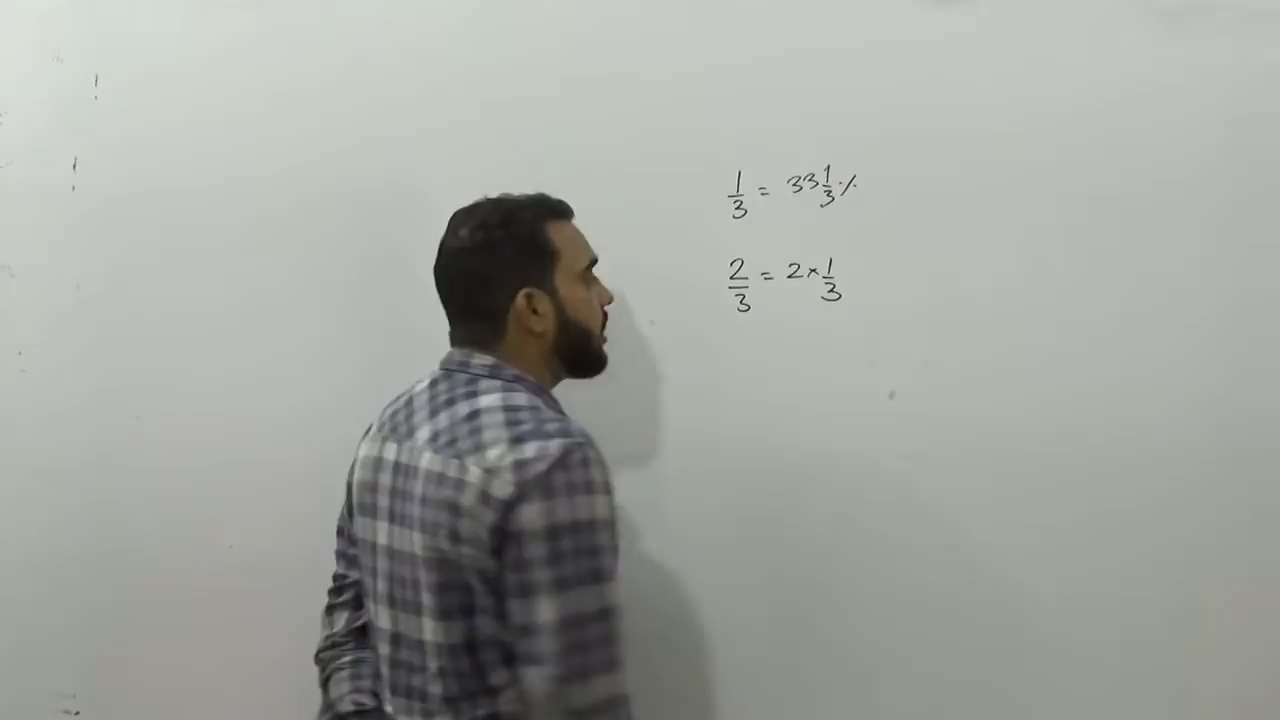 1/3 = 33 1/3 %
2/3 = 2 × 1/3